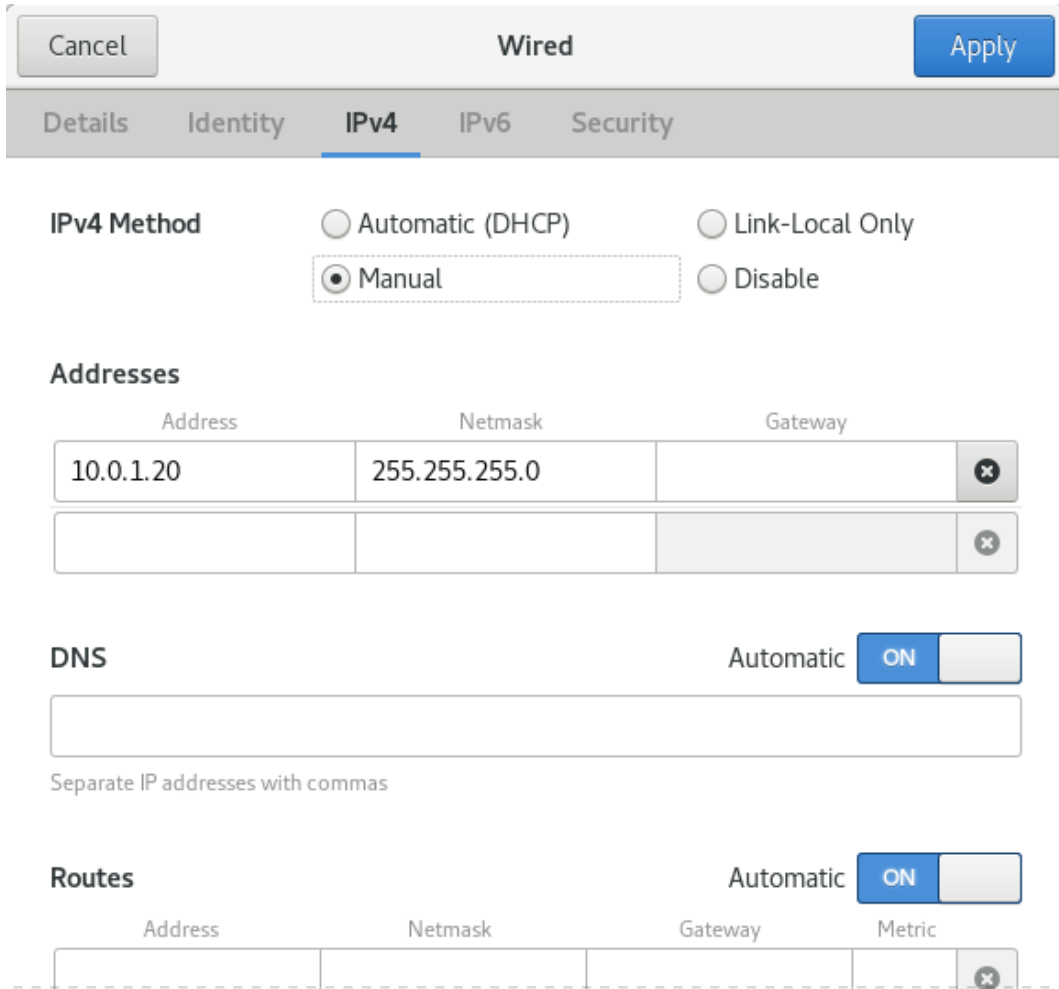 Cancel Wired Apply
Details Identity IPv4 IPv6 Security
IPv4 Method Automatic (DHCP) Link-Local Only
Manual Disable
Addresses
Address Netmask Gateway
10.0.1.20 255.255.255.0
DNS Automatic ON
Separate IP addresses with commas
Routes Automatic ON
Address Netmask Gateway Metric